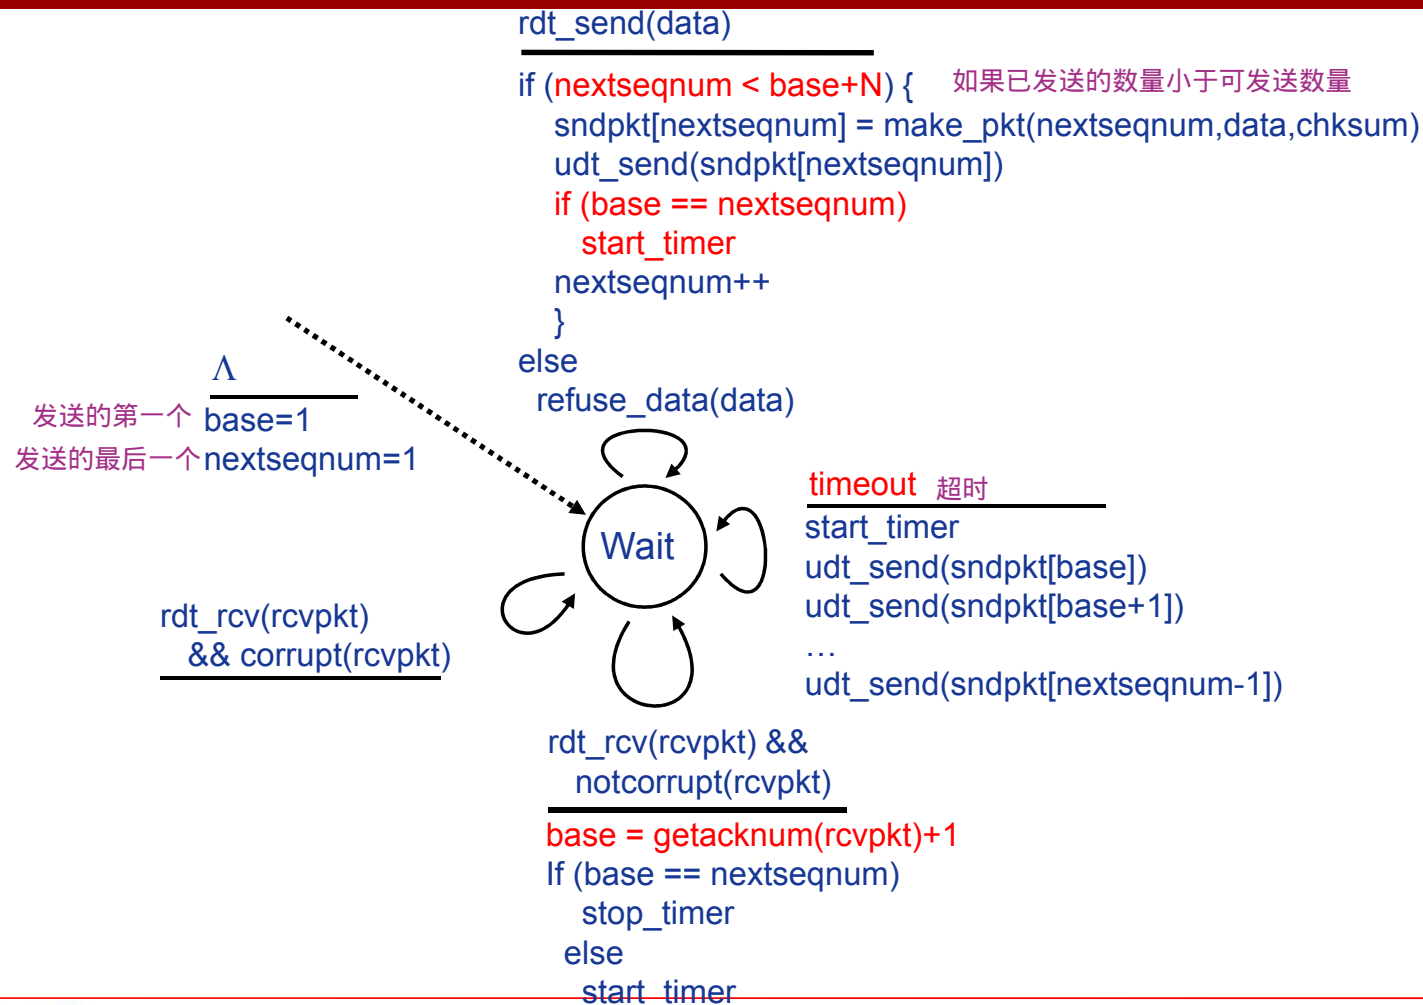 rdt_send(data)
if (nextseqnum < base+N) { 如果已发送的数量小于可发送数量
sndpkt[nextseqnum] = make_pkt(nextseqnum,data,chksum)
udt_send(sndpkt[nextseqnum])
if (base == nextseqnum)
start_timer
nextseqnum++
}
else
refuse_data(data)
Λ
发送的第一个 base=1
发送的最后一个 nextseqnum=1
Wait
timeout 超时
start_timer
udt_send(sndpkt[base])
udt_send(sndpkt[base+1])
…
udt_send(sndpkt[nextseqnum-1])
rdt_rcv(rcvpkt)
&& corrupt(rcvpkt)
rdt_rcv(rcvpkt) &&
notcorrupt(rcvpkt)
base = getacknum(rcvpkt)+1
If (base == nextseqnum)
stop_timer
else
start_timer